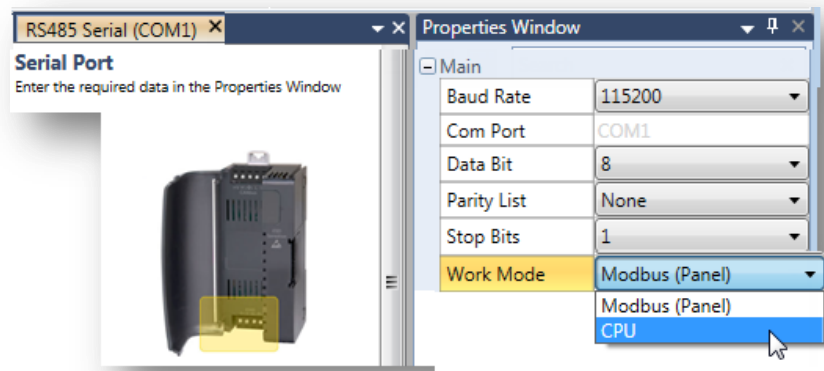 RS485 Serial (COM1)
Serial Port
Enter the required data in the Properties Window
Properties Window
Main
Baud Rate 115200
Com Port COM1
Data Bit 8
Parity List None
Stop Bits 1
Work Mode Modbus (Panel)
Modbus (Panel)
CPU